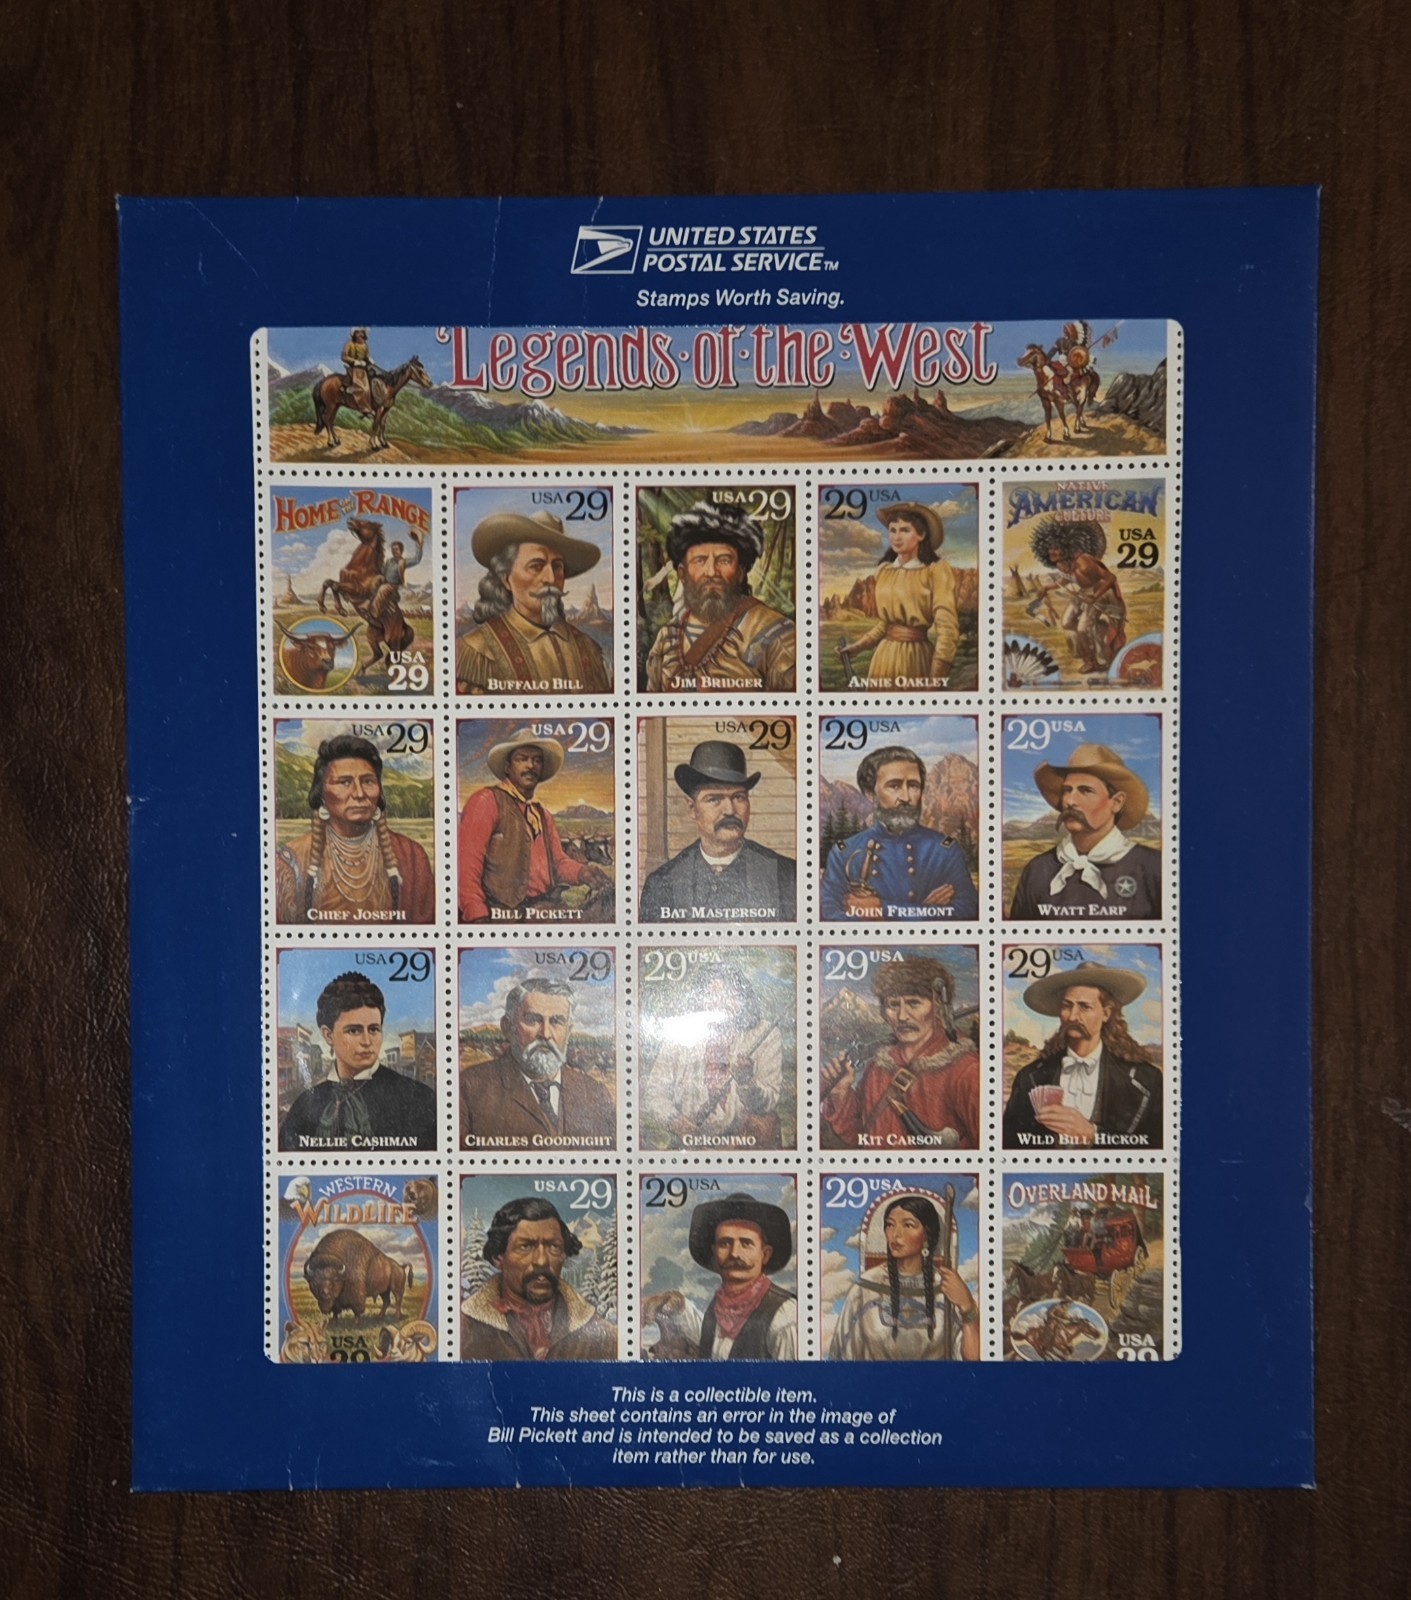 UNITED STATES
POSTAL SERVICE™
Stamps Worth Saving.
Legends·of·the·West
HOME ON THE RANGE
USA
29
USA 29
BUFFALO BILL
USA 29
JIM BRIDGER
29 USA
ANNIE OAKLEY
NATIVE
AMERICAN
CULTURE
USA
29
USA 29
CHIEF JOSEPH
USA 29
BILL PICKETT
USA 29
BAT MASTERSON
29 USA
JOHN FREMONT
29 USA
WYATT EARP
USA 29
NELLIE CASHMAN
USA 29
CHARLES GOODNIGHT
29 USA
GERONIMO
29 USA
KIT CARSON
29 USA
WILD BILL HICKOK
WESTERN
WILDLIFE
USA
29
USA 29
29 USA
29 USA
OVERLAND MAIL
USA
29
This is a collectible item.
This sheet contains an error in the image of
Bill Pickett and is intended to be saved as a collection
item rather than for use.